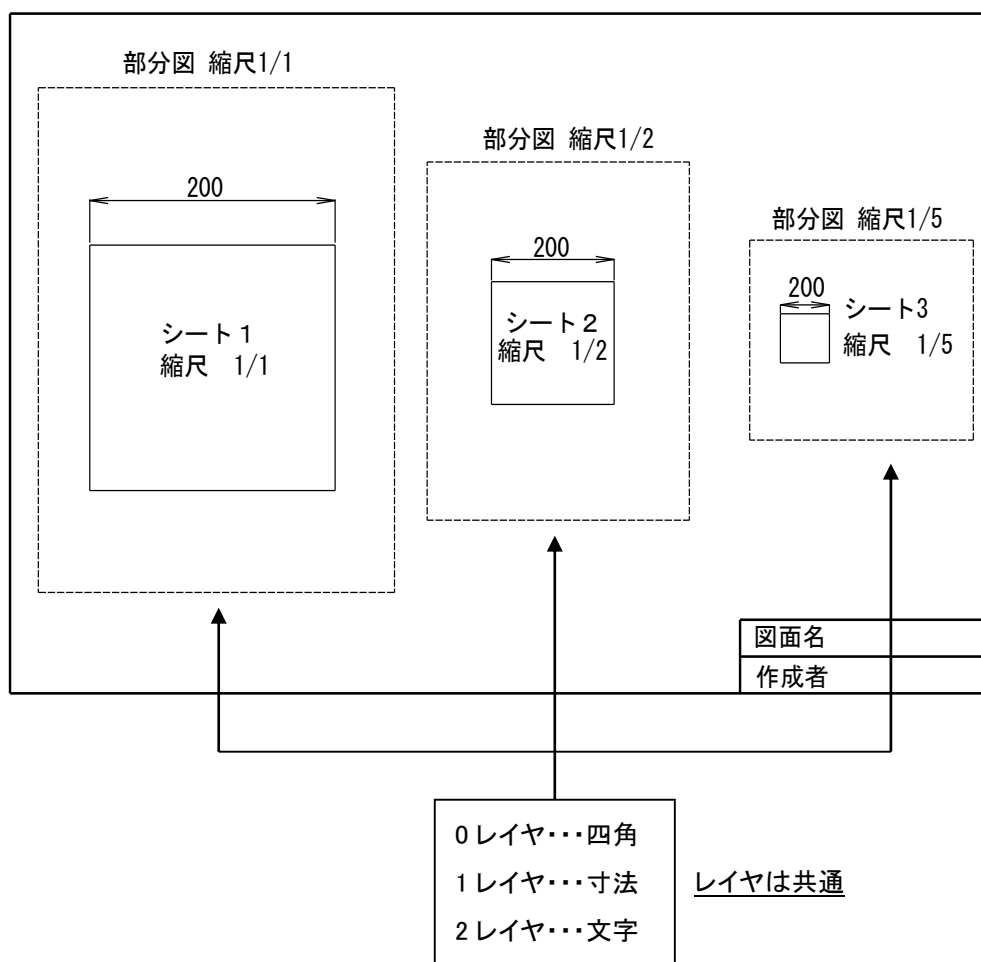 部分図 縮尺1/1
200
シート１
縮尺　1/1
部分図 縮尺1/2
200
シート２
縮尺　1/2
部分図 縮尺1/5
200
シート3
縮尺　1/5
図面名
作成者
0レイヤ・・・四角
1レイヤ・・・寸法
2レイヤ・・・文字
レイヤは共通